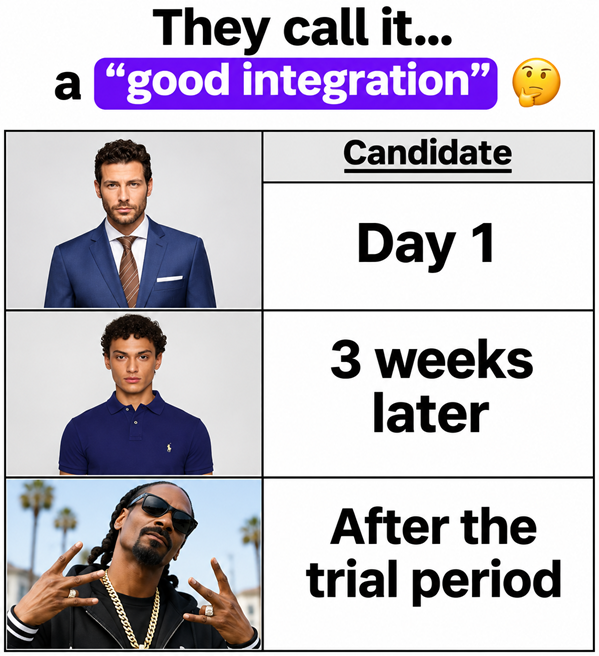 They call it...
a “good integration” 🤔
Candidate
Day 1
3 weeks
later
After the
trial period